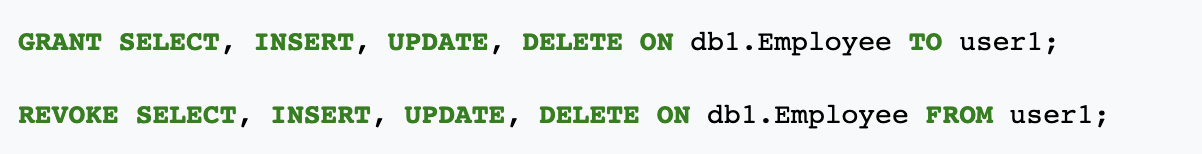 GRANT SELECT, INSERT, UPDATE, DELETE ON db1.Employee TO user1;
REVOKE SELECT, INSERT, UPDATE, DELETE ON db1.Employee FROM user1;